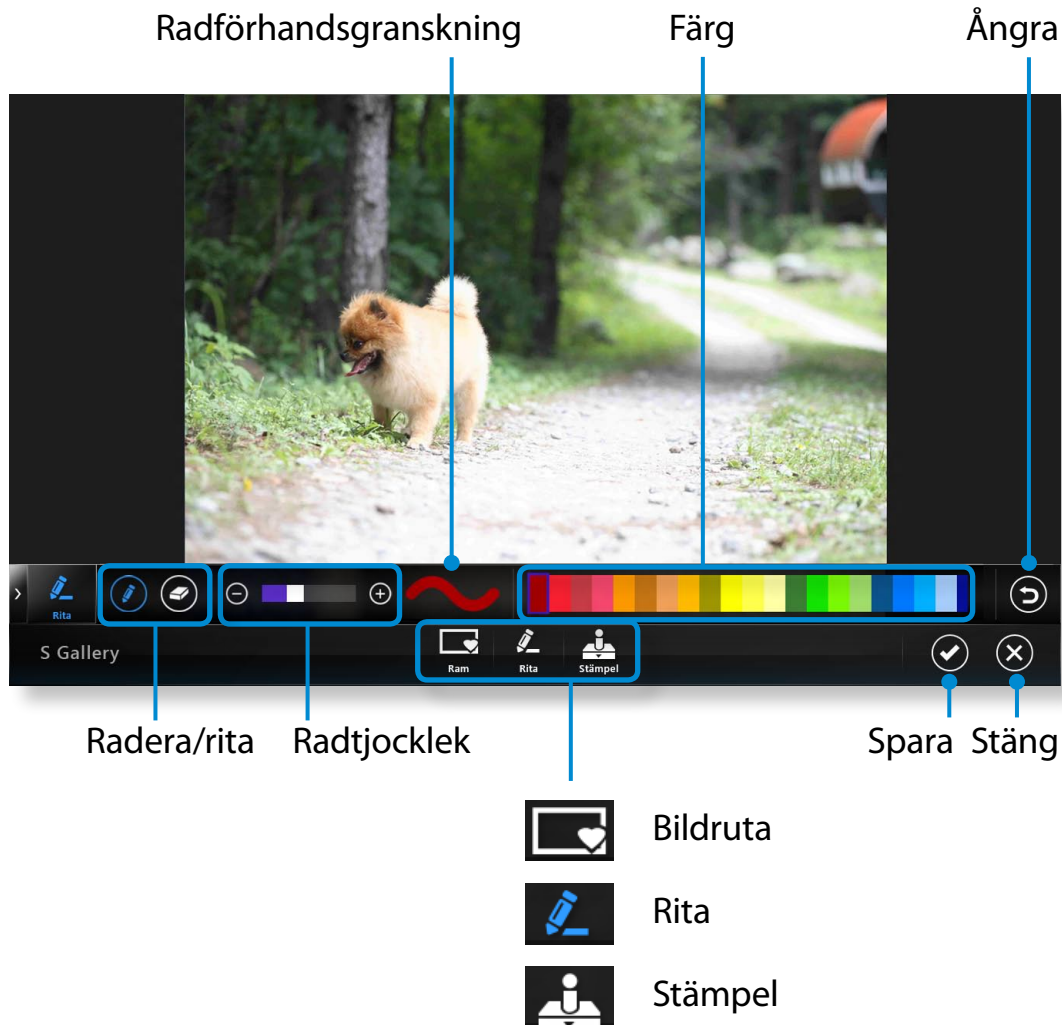 Radförhandsgranskning Färg Ångra
Rita
S Gallery
Ram Rita Stämpel
Radera/rita Radtjocklek Spara Stäng
Bildruta
Rita
Stämpel